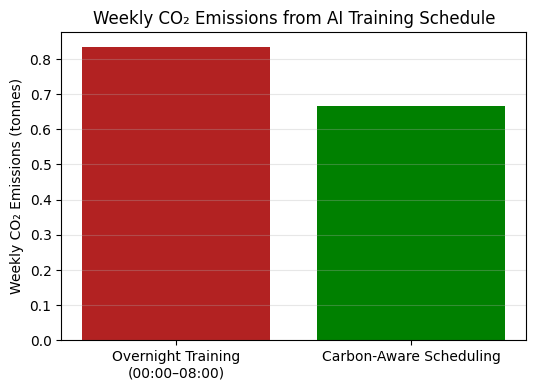 Weekly CO₂ Emissions from AI Training Schedule
Weekly CO₂ Emissions (tonnes)
0.8
0.7
0.6
0.5
0.4
0.3
0.2
0.1
0.0
Overnight Training
(00:00–08:00)
Carbon-Aware Scheduling